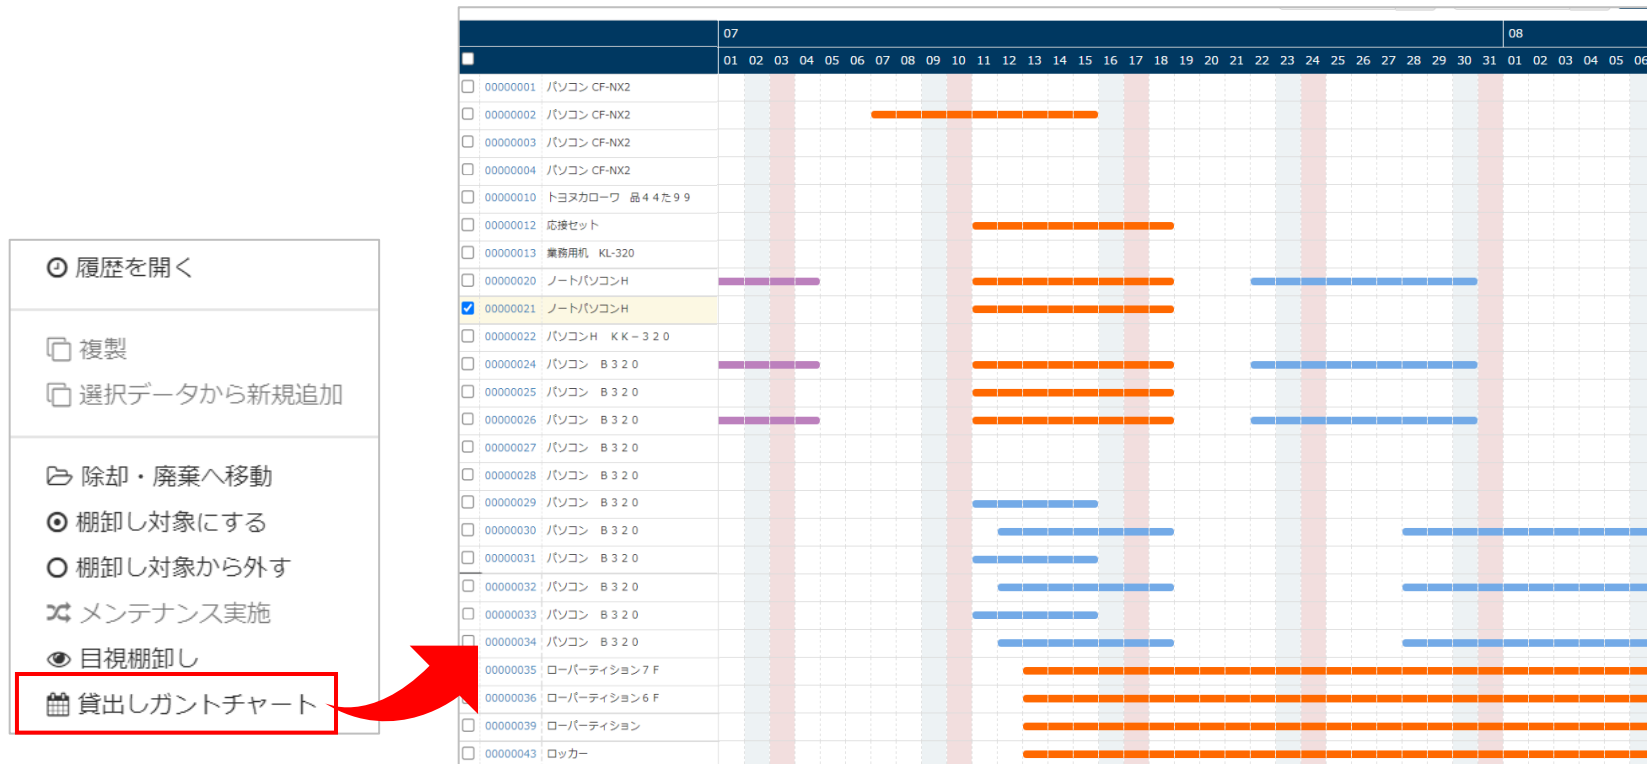 履歴を開く
複製
選択データから新規追加
除却・廃棄へ移動
棚卸し対象にする
棚卸し対象から外す
メンテナンス実施
目視棚卸し
貸出しガントチャート
07 08
01 02 03 04 05 06 07 08 09 10 11 12 13 14 15 16 17 18 19 20 21 22 23 24 25 26 27 28 29 30 31 01 02 03 04 05 06
00000001 パソコン CF-NX2
00000002 パソコン CF-NX2
00000003 パソコン CF-NX2
00000004 パソコン CF-NX2
00000010 トヨヌカローワ 品４４た９９
00000012 応接セット
00000013 業務用机 KL-320
00000020 ノートパソコンH
00000021 ノートパソコンH
00000022 パソコンH ＫＫ－３２０
00000024 パソコン Ｂ３２０
00000025 パソコン Ｂ３２０
00000026 パソコン Ｂ３２０
00000027 パソコン Ｂ３２０
00000028 パソコン Ｂ３２０
00000029 パソコン Ｂ３２０
00000030 パソコン Ｂ３２０
00000031 パソコン Ｂ３２０
00000032 パソコン Ｂ３２０
00000033 パソコン Ｂ３２０
00000034 パソコン Ｂ３２０
00000035 ローパーティション７Ｆ
00000036 ローパーティション６Ｆ
00000039 ローパーティション
00000043 ロッカー